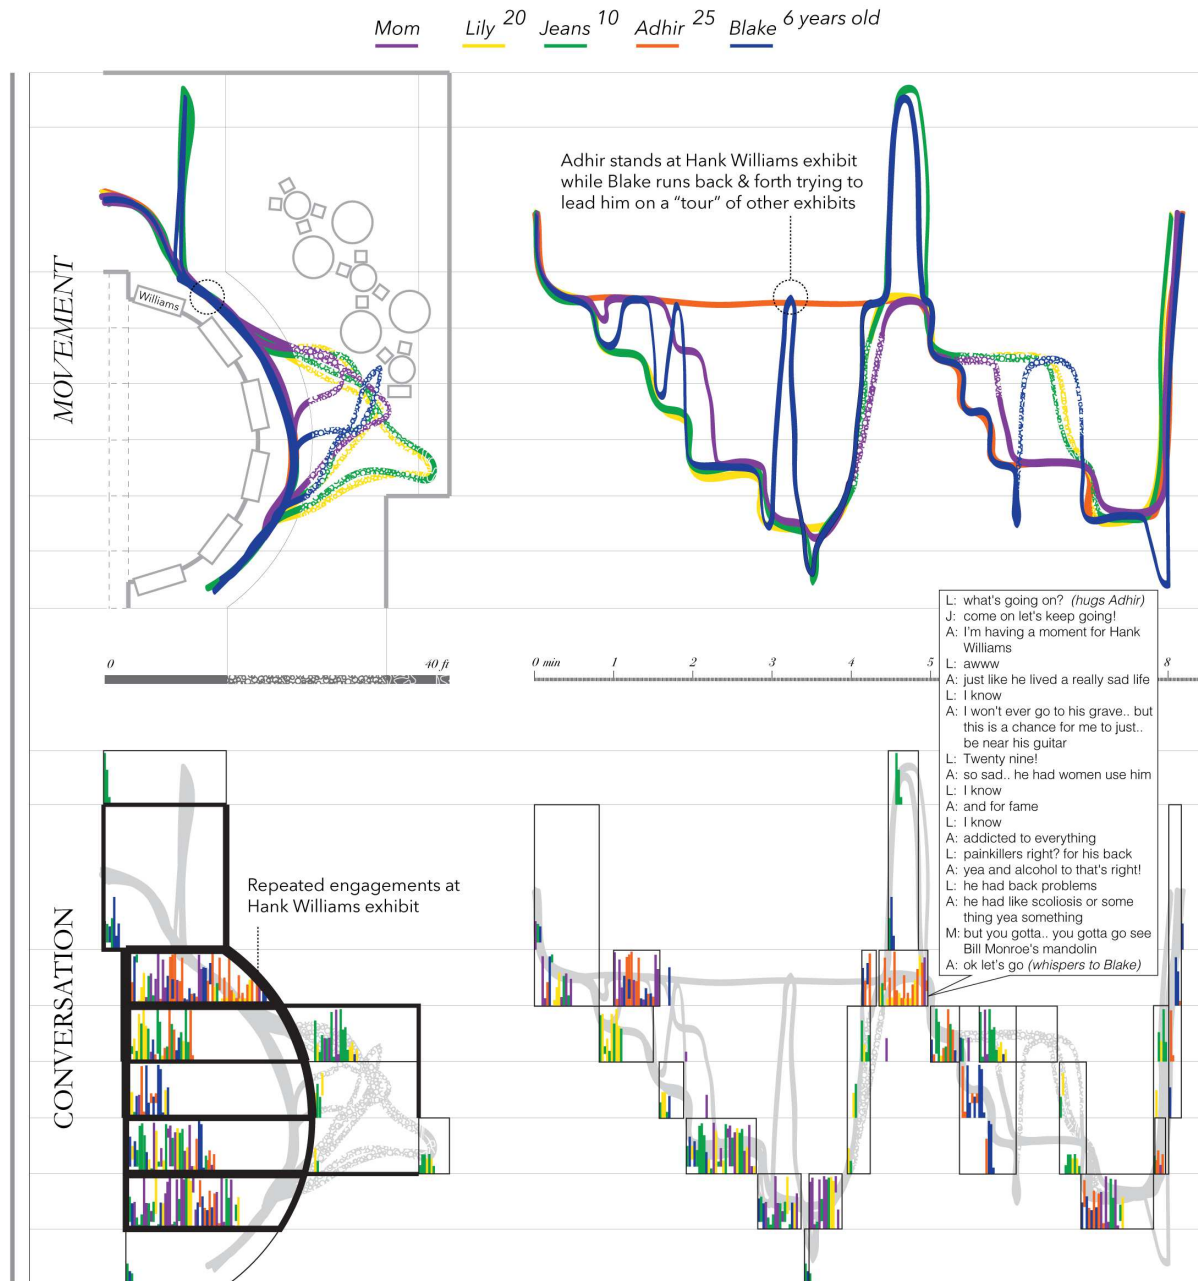 Mom Lily 20 Jeans 10 Adhir 25 Blake 6 years old
MOVEMENT
Williams
Adhir stands at Hank Williams exhibit
while Blake runs back & forth trying to
lead him on a “tour” of other exhibits
0 40 ft
0 min 1 2 3 4 5 8
L: what's going on? (hugs Adhir)
J: come on let's keep going!
A: I'm having a moment for Hank
Williams
L: awww
A: just like he lived a really sad life
L: I know
A: I won't ever go to his grave.. but
this is a chance for me to just..
be near his guitar
L: Twenty nine!
A: so sad.. he had women use him
L: I know
A: and for fame
L: I know
A: addicted to everything
L: painkillers right? for his back
A: yea and alcohol to that's right!
L: he had back problems
A: he had like scoliosis or some
thing yea something
M: but you gotta.. you gotta go see
Bill Monroe's mandolin
A: ok let's go (whispers to Blake)
CONVERSATION
Repeated engagements at
Hank Williams exhibit